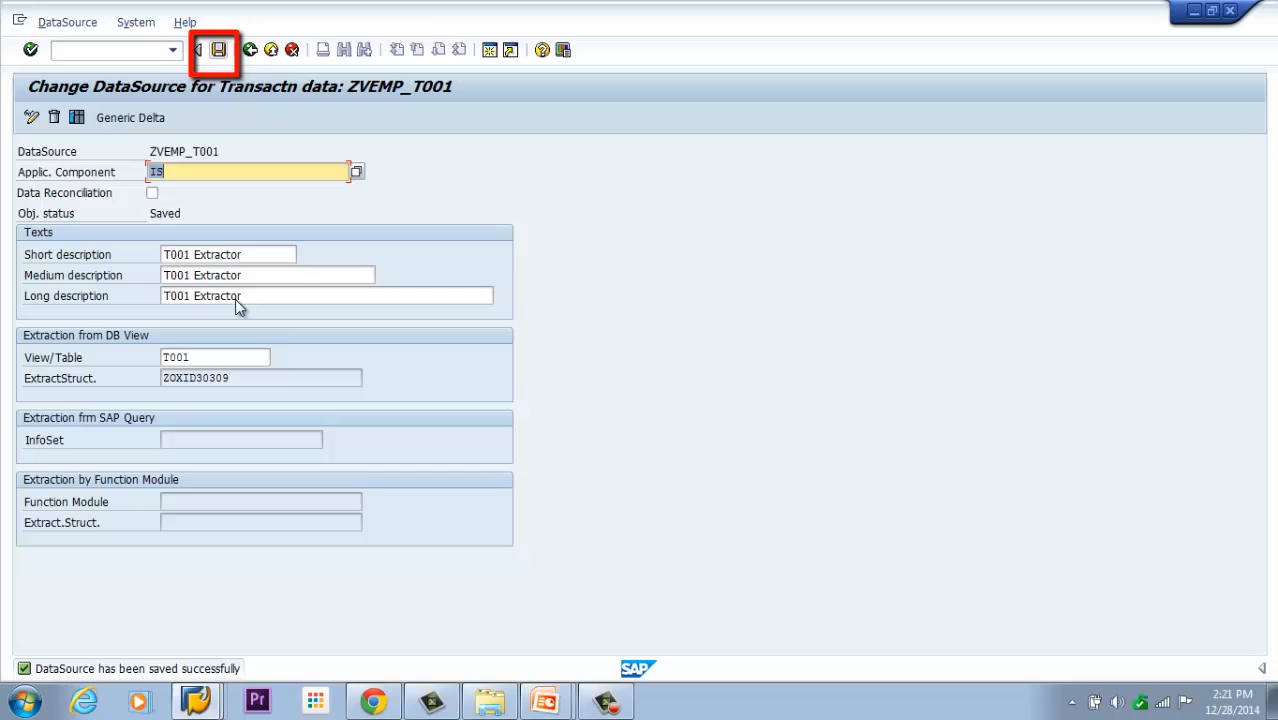 DataSource System Help
Change DataSource for Transactn data: ZVEMP_T001
Generic Delta
DataSource ZVEMP_T001
Applic. Component IS
Data Reconciliation
Obj. status Saved
Texts
Short description T001 Extractor
Medium description T001 Extractor
Long description T001 Extractor
Extraction from DB View
View/Table T001
ExtractStruct. ZOXID30309
Extraction frm SAP Query
InfoSet
Extraction by Function Module
Function Module
Extract.Struct.
DataSource has been saved successfully
SAP
Pr
2:21 PM
12/28/2014